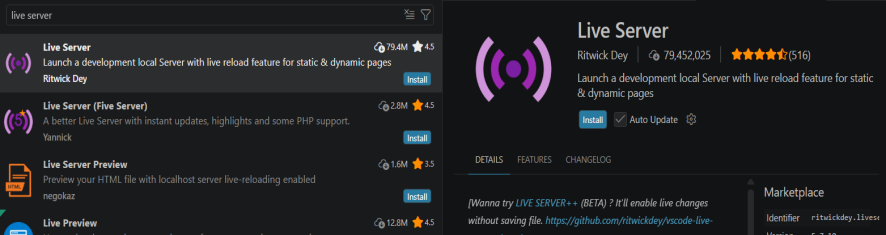 live server
Live Server
79.4M 4.5
Launch a development local Server with live reload feature for static & dynamic pages
Ritwick Dey
Install
Live Server (Five Server)
2.8M 4.5
A better Live Server with instant updates, highlights and some PHP support.
Yannick
Install
Live Server Preview
1.6M 3.5
Preview your HTML file with localhost server live-reloading enabled
negokaz
Install
HTML
Live Preview
12.8M 4.5
Live Server
Ritwick Dey 79,452,025 (516)
Launch a development local Server with live reload feature for static
& dynamic pages
Install Auto Update
DETAILS FEATURES CHANGELOG
[Wanna try LIVE SERVER++ (BETA) ? It'll enable live changes
without saving file. https://github.com/ritwickdey/vscode-live-
Marketplace
Identifier ritwickdey.livese